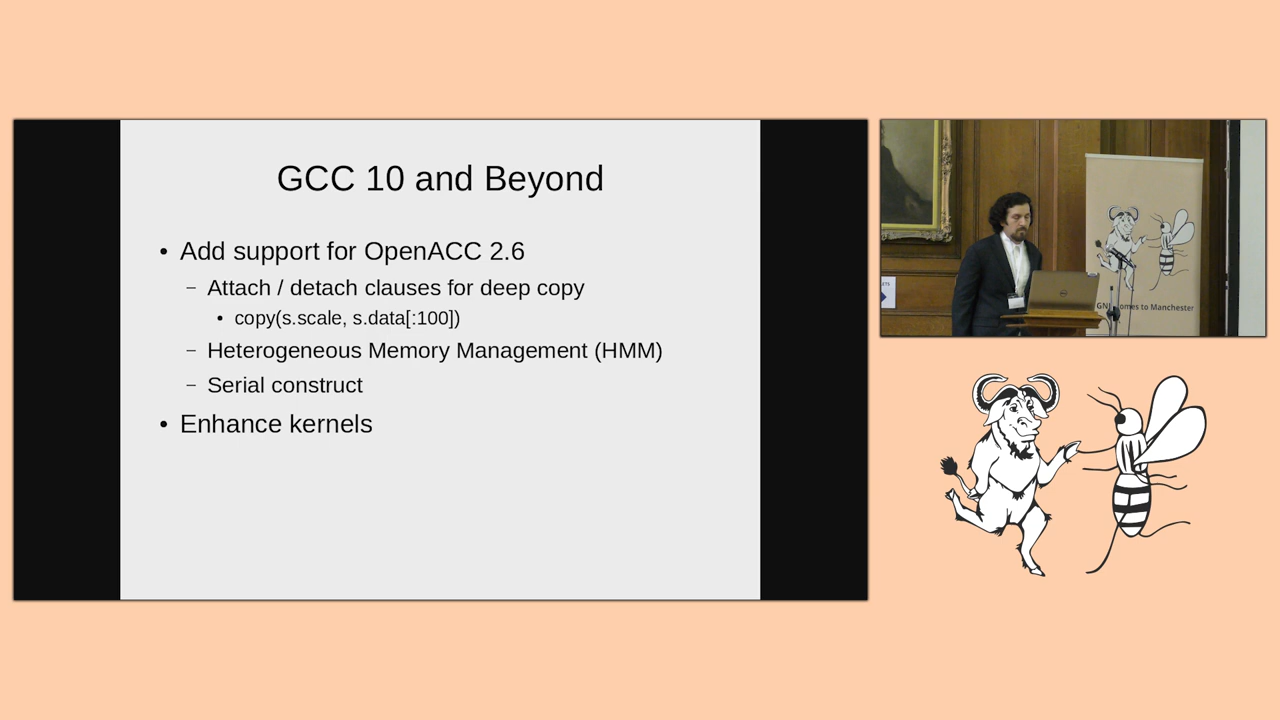 GCC 10 and Beyond
• Add support for OpenACC 2.6
– Attach / detach clauses for deep copy
• copy(s.scale, s.data[:100])
– Heterogeneous Memory Management (HMM)
– Serial construct
• Enhance kernels
to Manchester